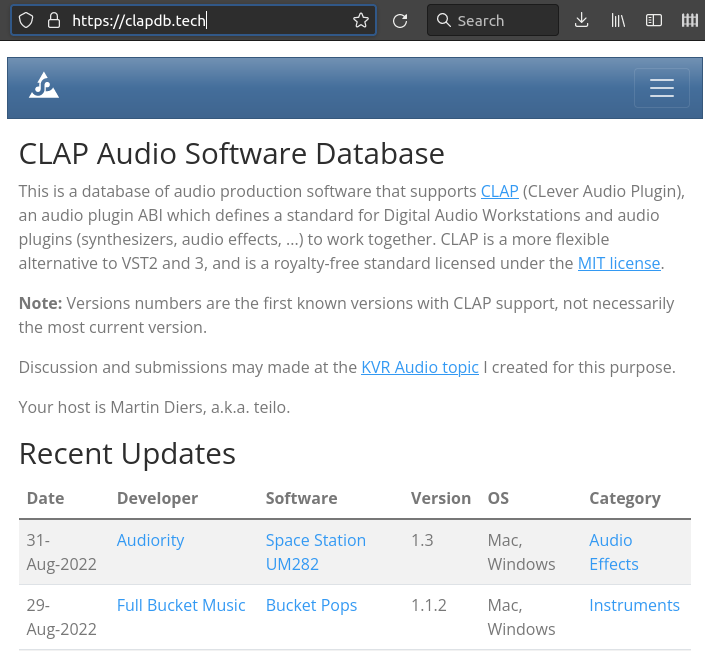 https://clapdb.tech
Search
CLAP Audio Software Database
This is a database of audio production software that supports CLAP (CLever Audio Plugin),
an audio plugin ABI which defines a standard for Digital Audio Workstations and audio
plugins (synthesizers, audio effects, ...) to work together. CLAP is a more flexible
alternative to VST2 and 3, and is a royalty-free standard licensed under the MIT license.
Note: Versions numbers are the first known versions with CLAP support, not necessarily
the most current version.
Discussion and submissions may made at the KVR Audio topic I created for this purpose.
Your host is Martin Diers, a.k.a. teilo.
Recent Updates
Date Developer Software Version OS Category
31- Audiority Space Station 1.3 Mac, Audio
Aug-2022 UM282 Windows Effects
29- Full Bucket Music Bucket Pops 1.1.2 Mac, Instruments
Aug-2022 Windows